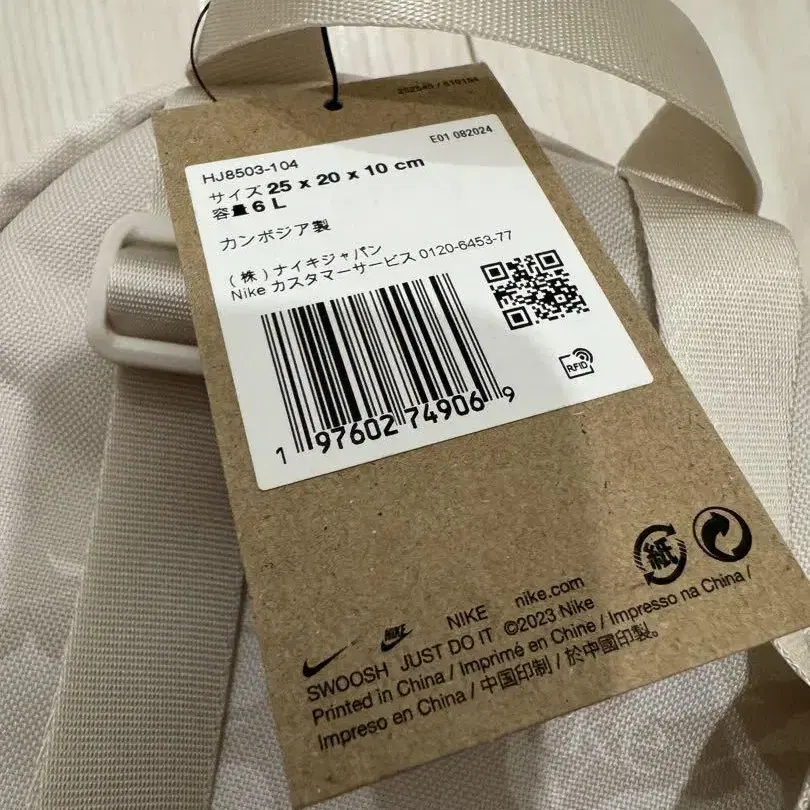 252545 / 510184
E01 082024
HJ8503-104
サイズ 25 x 20 x 10 cm
容量 6 L
カンボジア製
(株)ナイキジャパン
Nike カスタマーサービス 0120-6453-77
RFID
1 97602 74906 9
紙
NIKE
NIKE nike.com
SWOOSH JUST DO IT ©2023 Nike
Printed in China / Imprimé en Chine / Impresso na China /
Impreso en China / 中国印制 / 於中國印製。